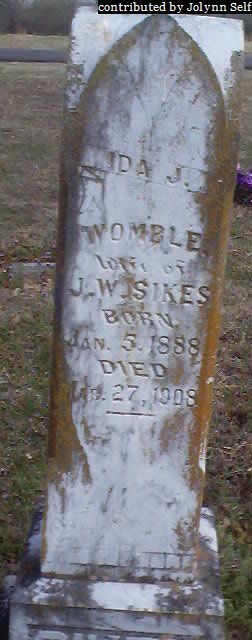 contributed by Jolynn Self
IDA J.
WOMBLE
Wife of
J.W. SIKES
BORN
JAN. 5, 1888
DIED
27, 1908